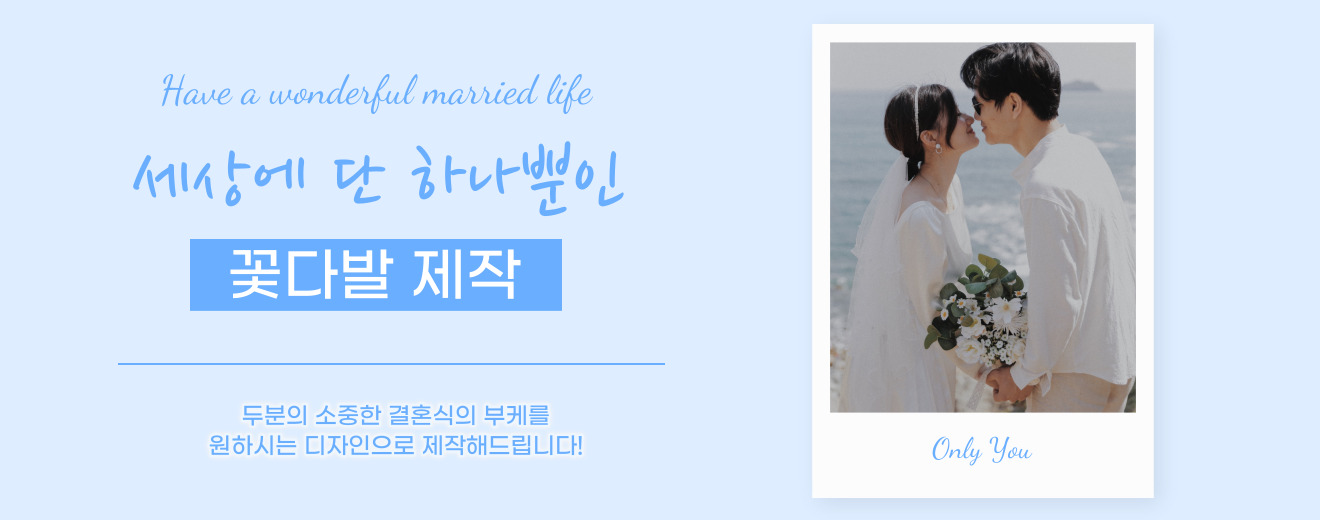 Have a wonderful married life
세상에 단 하나뿐인
꽃다발 제작
두분의 소중한 결혼식의 부케를
원하시는 디자인으로 제작해드립니다!
Only You